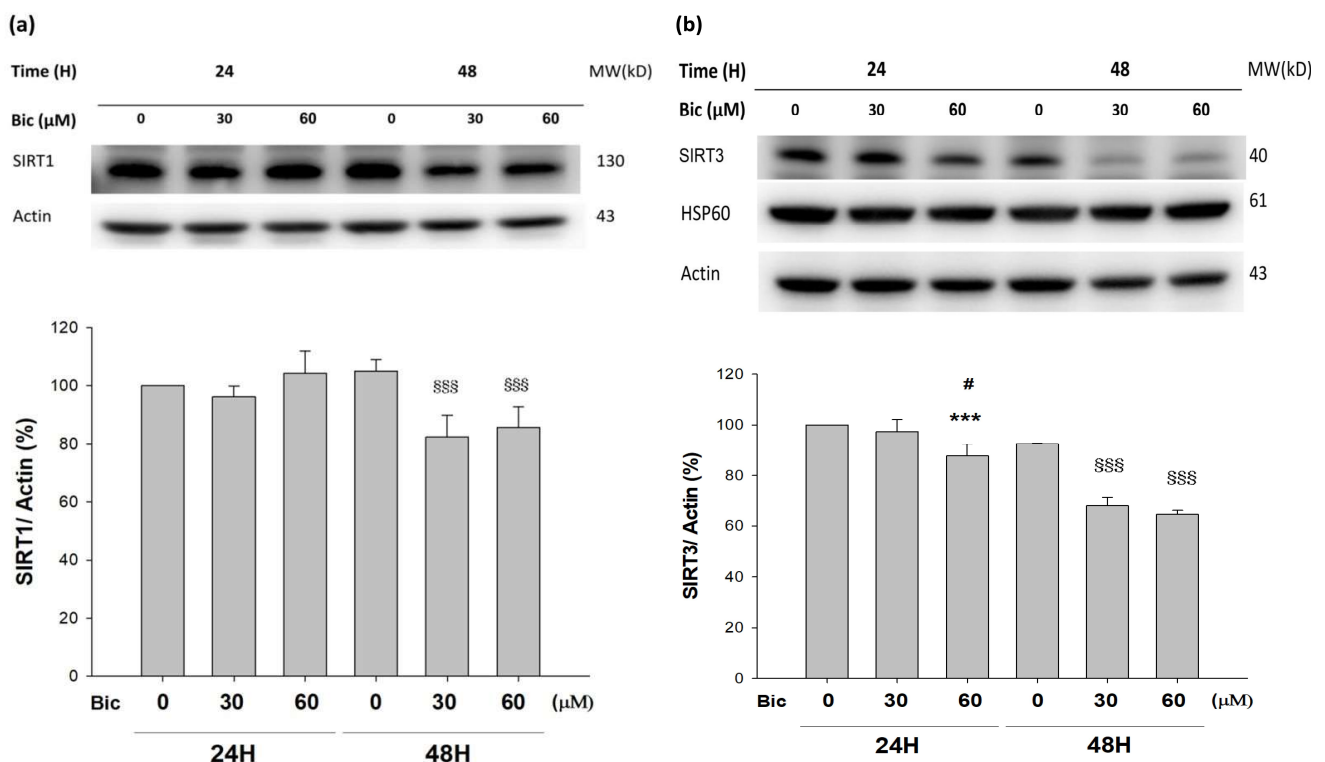 (a)
Time (H) 24 48 MW(kD)
Bic (μM) 0 30 60 0 30 60
SIRT1 130
Actin 43
120
100
80
60
40
20
0
SIRT1/ Actin (%)
§§§ §§§
Bic 0 30 60 0 30 60 (μM)
24H 48H
(b)
Time (H) 24 48 MW(kD)
Bic (μM) 0 30 60 0 30 60
SIRT3 40
HSP60 61
Actin 43
120
100
80
60
40
20
0
SIRT3/ Actin (%)
#
***
§§§ §§§
Bic 0 30 60 0 30 60 (μM)
24H 48H